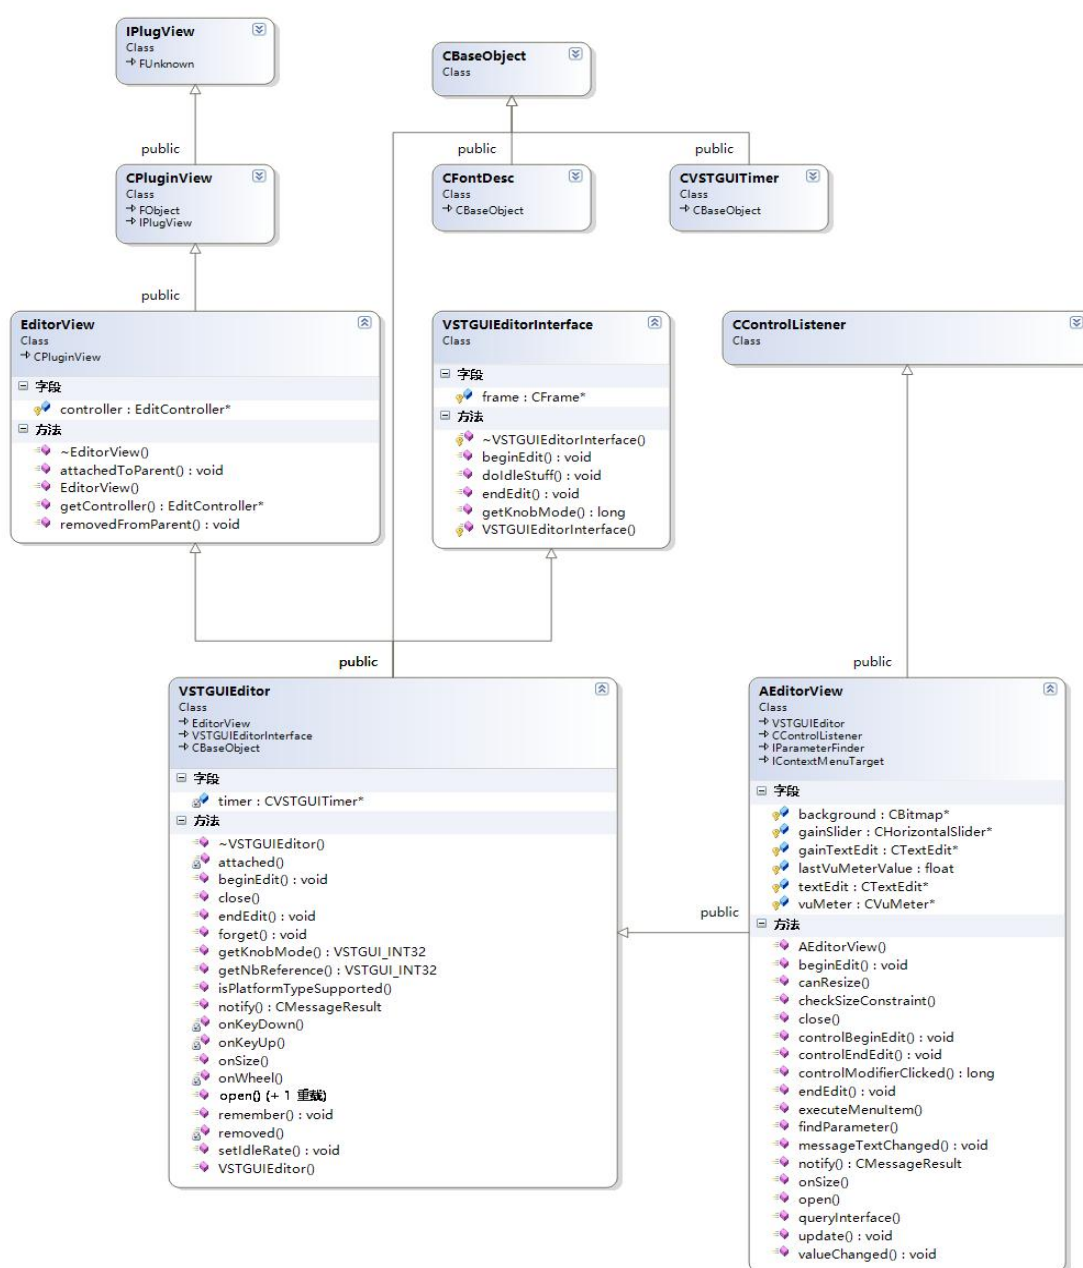 IPlugView
Class
FUnknown
CBaseObject
Class
public
public
public
CPluginView
Class
FObject
IPlugView
CFontDesc
Class
CBaseObject
CVSTGUITimer
Class
CBaseObject
public
EditorView
Class
CPluginView
字段
controller : EditController*
方法
~EditorView()
attachedToParent() : void
EditorView()
getController() : EditController*
removedFromParent() : void
VSTGUIEditorInterface
Class
字段
frame : CFrame*
方法
~VSTGUIEditorInterface()
beginEdit() : void
doIdleStuff() : void
endEdit() : void
getKnobMode() : long
VSTGUIEditorInterface()
CControlListener
Class
public
public
VSTGUIEditor
Class
EditorView
VSTGUIEditorInterface
CBaseObject
字段
timer : CVSTGUITimer*
方法
~VSTGUIEditor()
attached()
beginEdit() : void
close()
endEdit() : void
forget() : void
getKnobMode() : VSTGUI_INT32
getNbReference() : VSTGUI_INT32
isPlatformTypeSupported()
notify() : CMessageResult
onKeyDown()
onKeyUp()
onSize()
onWheel()
open() (+ 1 重载)
remember() : void
removed()
setIdleRate() : void
VSTGUIEditor()
public
AEditorView
Class
VSTGUIEditor
CControlListener
IParameterFinder
IContextMenuTarget
字段
background : CBitmap*
gainSlider : CHorizontalSlider*
gainTextEdit : CTextEdit*
lastVuMeterValue : float
textEdit : CTextEdit*
vuMeter : CVuMeter*
方法
AEditorView()
beginEdit() : void
canResize()
checkSizeConstraint()
close()
controlBeginEdit() : void
controlEndEdit() : void
controlModifierClicked() : long
endEdit() : void
executeMenuItem()
findParameter()
messageTextChanged() : void
notify() : CMessageResult
onSize()
open()
queryInterface()
update() : void
valueChanged() : void